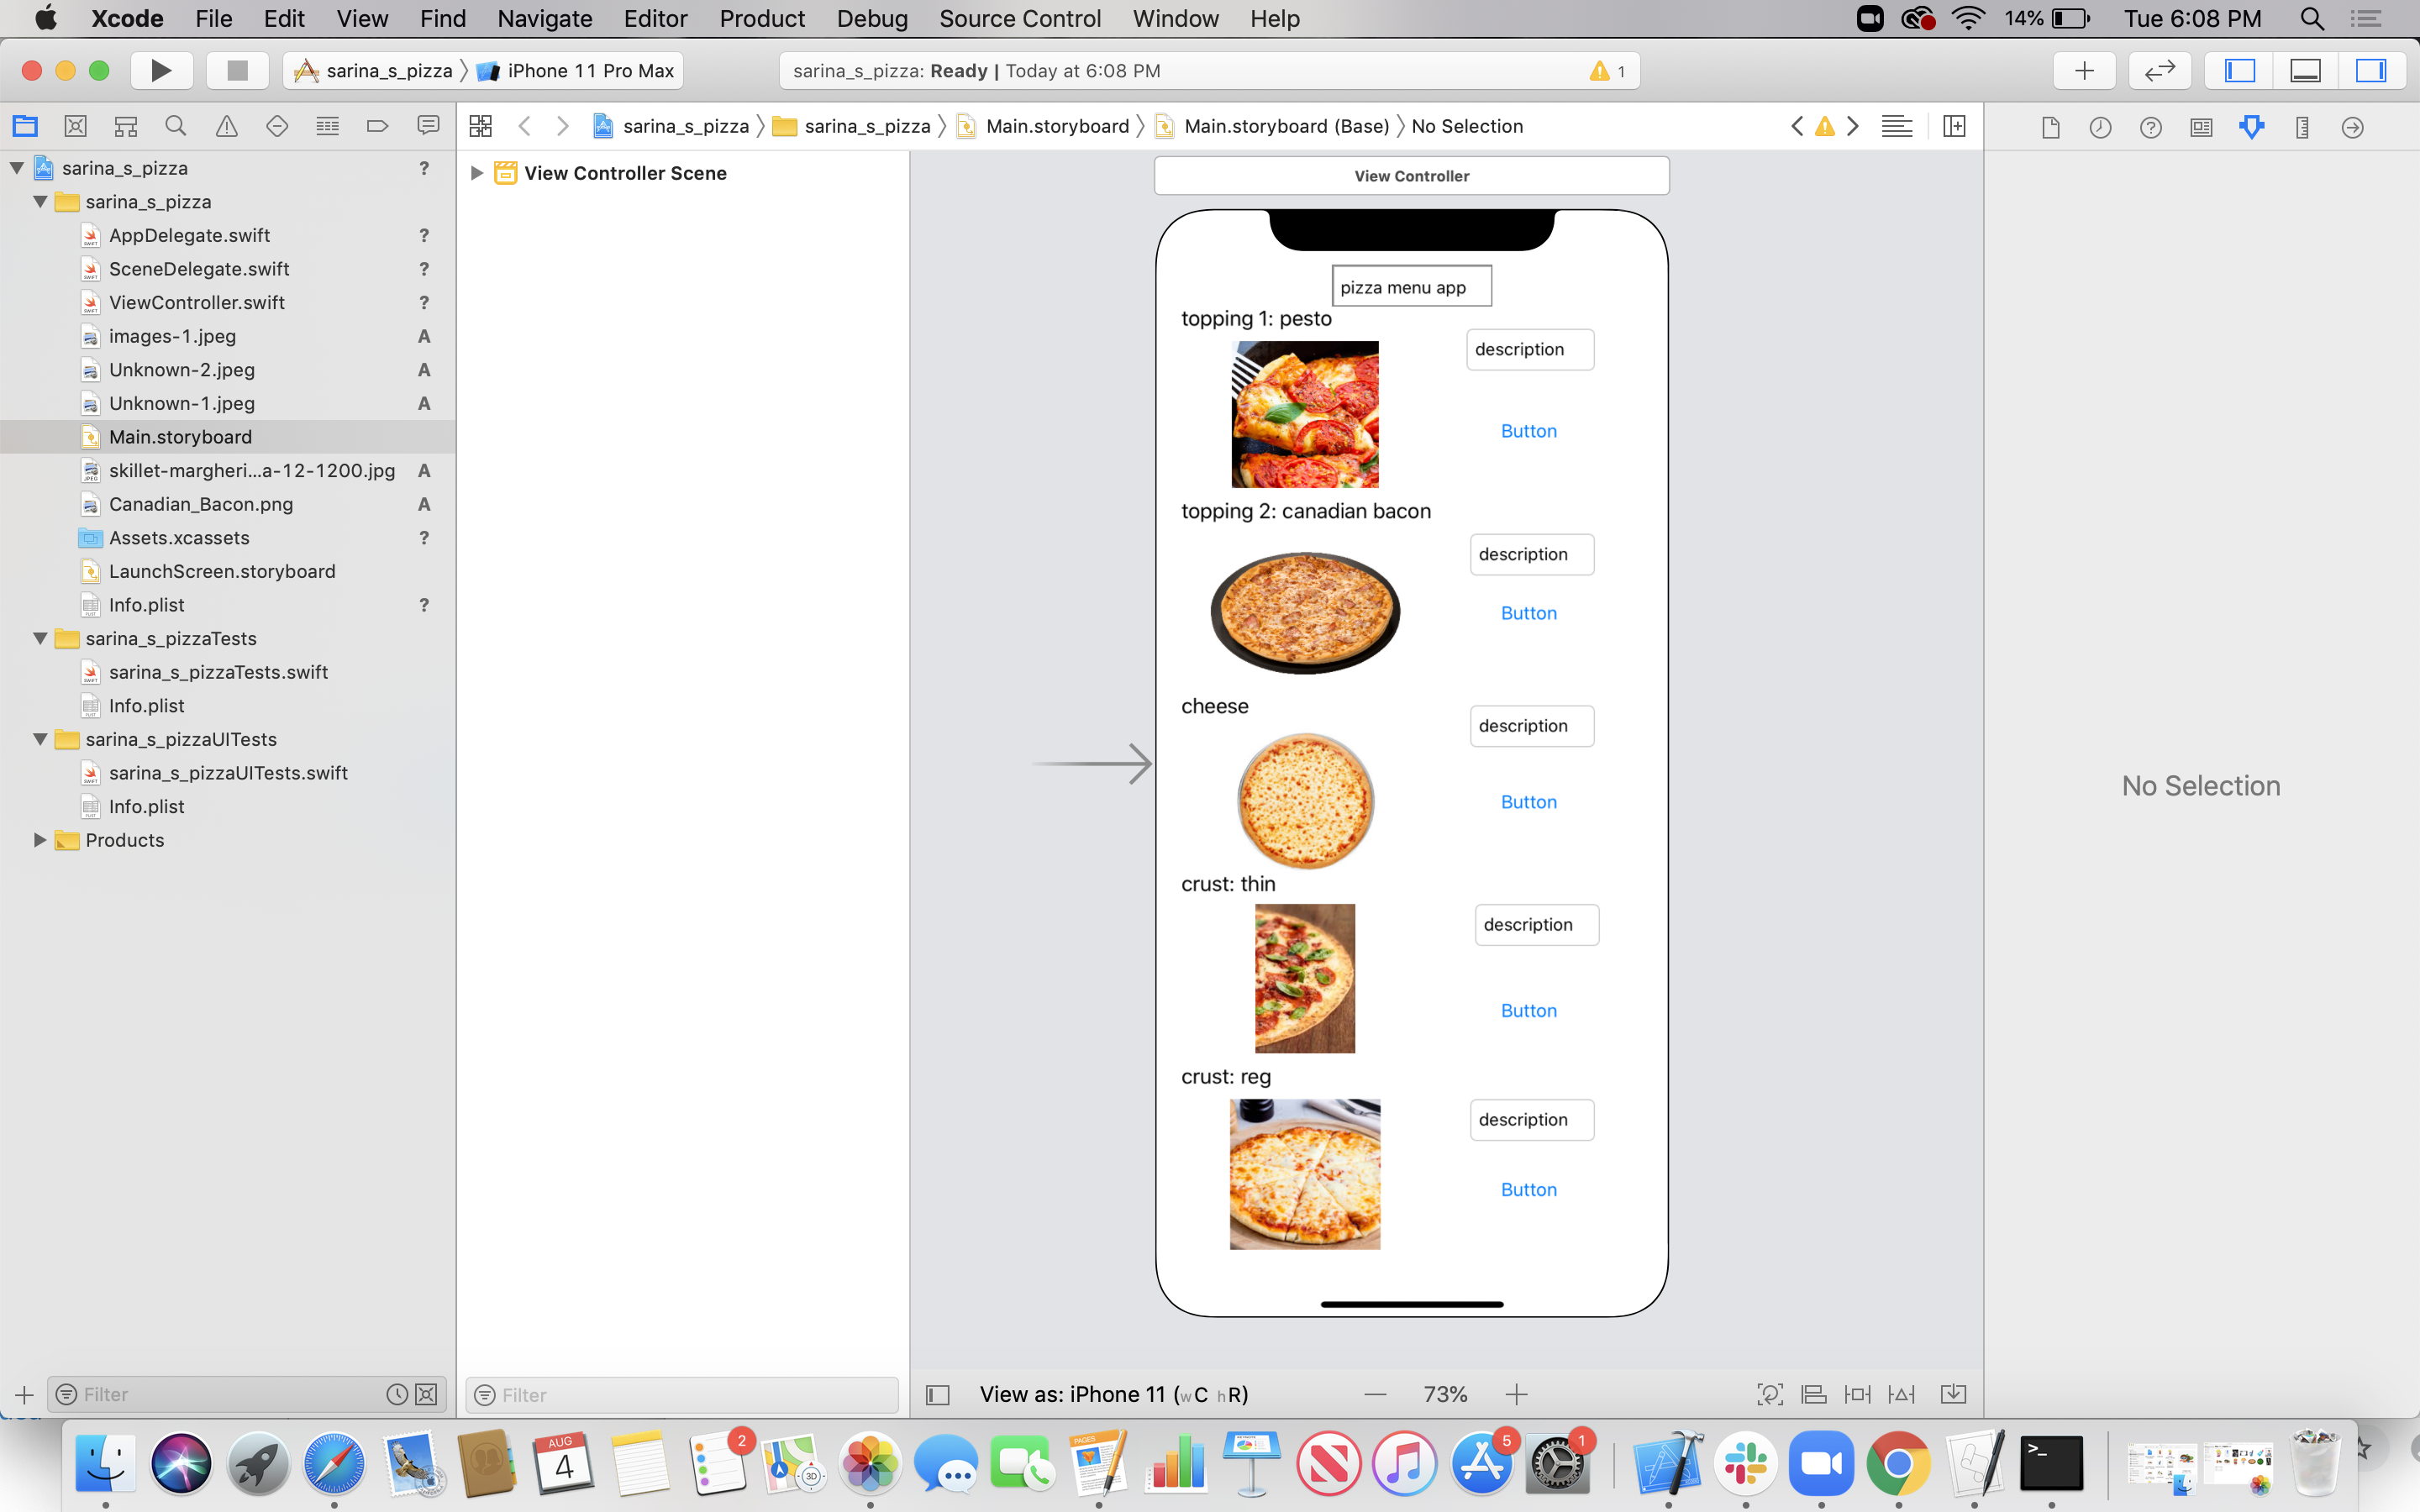 Xcode File Edit View Find Navigate Editor Product Debug Source Control Window Help 14% Tue 6:08 PM
sarina_s_pizza iPhone 11 Pro Max sarina_s_pizza: Ready | Today at 6:08 PM 1
sarina_s_pizza sarina_s_pizza Main.storyboard Main.storyboard (Base) No Selection
sarina_s_pizza ?
sarina_s_pizza
AppDelegate.swift ?
SceneDelegate.swift ?
ViewController.swift ?
images-1.jpeg A
Unknown-2.jpeg A
Unknown-1.jpeg A
Main.storyboard
skillet-margheri...a-12-1200.jpg A
Canadian_Bacon.png A
Assets.xcassets ?
LaunchScreen.storyboard
Info.plist ?
sarina_s_pizzaTests
sarina_s_pizzaTests.swift
Info.plist
sarina_s_pizzaUITests
sarina_s_pizzaUITests.swift
Info.plist
Products
Filter
View Controller Scene
Filter
View Controller
pizza menu app
topping 1: pesto
description
Button
topping 2: canadian bacon
description
Button
cheese
description
Button
crust: thin
description
Button
crust: reg
description
Button
View as: iPhone 11 (wC hR) 73%
No Selection
AUG
4
2
3D
PAGES
5
1